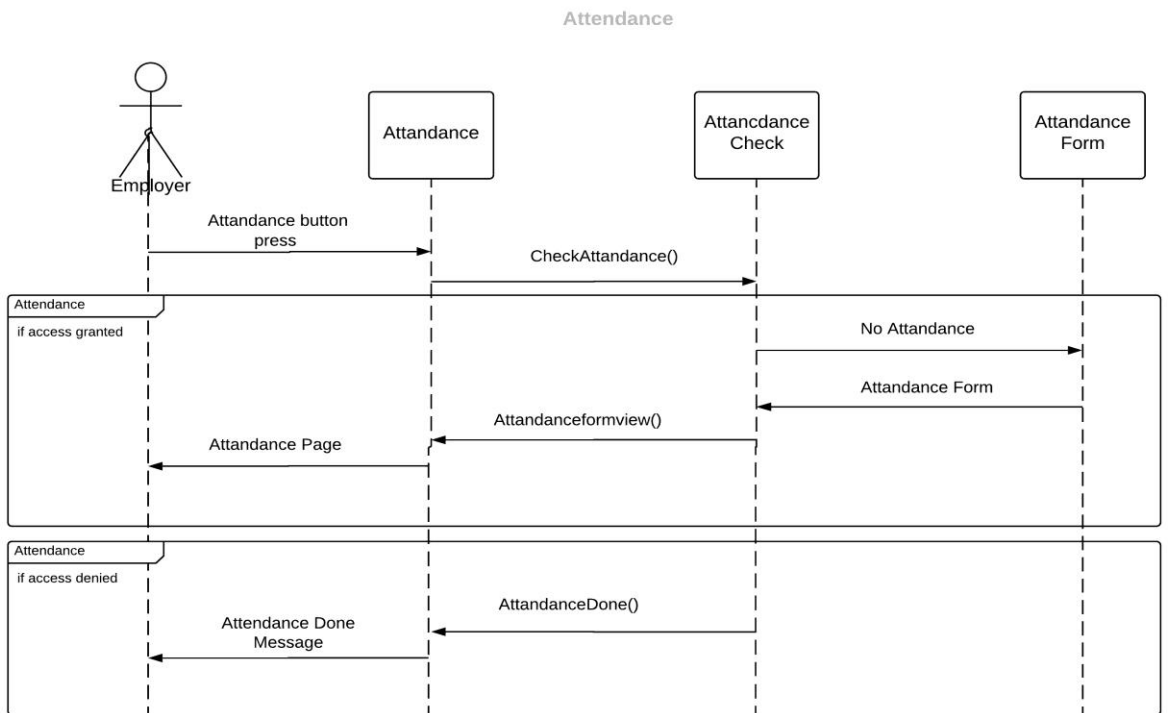 Attendance
Employer
Attandance
Attancdance
Check
Attandance
Form
Attandance button
press
CheckAttandance()
Attendance
if access granted
No Attandance
Attandance Form
Attandanceformview()
Attandance Page
Attendance
if access denied
AttandanceDone()
Attendance Done
Message